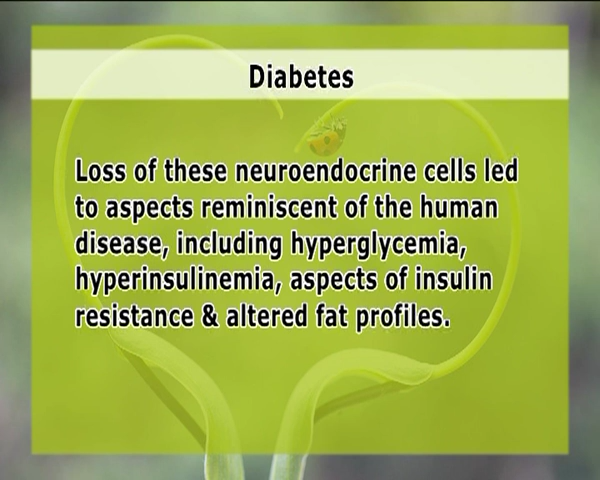 Diabetes
Loss of these neuroendocrine cells led
to aspects reminiscent of the human
disease, including hyperglycemia,
hyperinsulinemia, aspects of insulin
resistance & altered fat profiles.